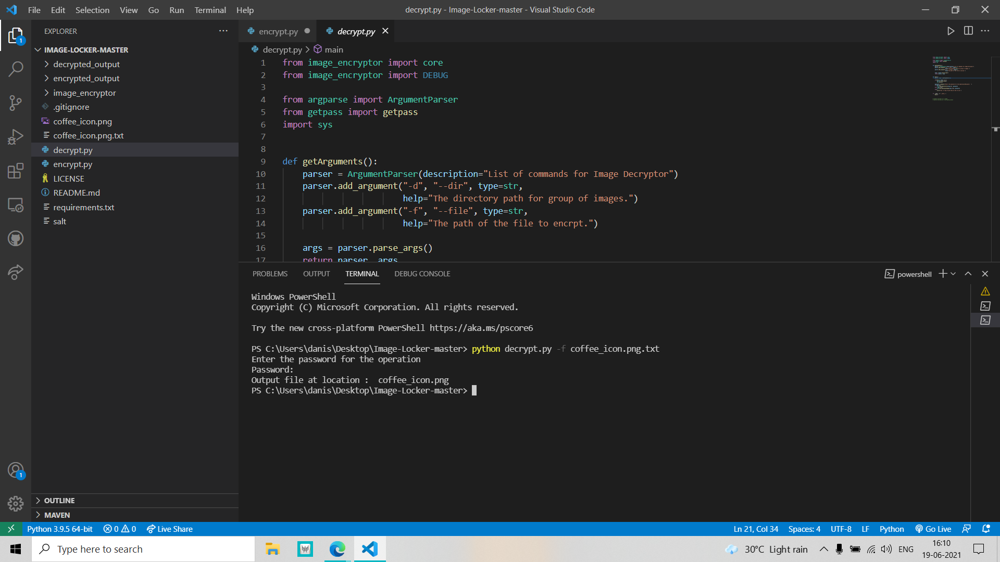 File Edit Selection View Go Run Terminal Help
decrypt.py - Image-Locker-master - Visual Studio Code
1
EXPLORER
IMAGE-LOCKER-MASTER
decrypted_output
encrypted_output
image_encryptor
.gitignore
coffee_icon.png
coffee_icon.png.txt
decrypt.py
encrypt.py
LICENSE
README.md
requirements.txt
salt
1
OUTLINE
MAVEN
encrypt.py
decrypt.py
decrypt.py > main
1 from image_encryptor import core
2 from image_encryptor import DEBUG
3
4 from argparse import ArgumentParser
5 from getpass import getpass
6 import sys
7
8
9 def getArguments():
10 parser = ArgumentParser(description="List of commands for Image Decryptor")
11 parser.add_argument("-d", "--dir", type=str,
12 help="The directory path for group of images.")
13 parser.add_argument("-f", "--file", type=str,
14 help="The path of the file to encrpt.")
15
16 args = parser.parse_args()
17 return parser, args
PROBLEMS OUTPUT TERMINAL DEBUG CONSOLE
powershell
Windows PowerShell
Copyright (C) Microsoft Corporation. All rights reserved.
Try the new cross-platform PowerShell https://aka.ms/pscore6
PS C:\Users\danis\Desktop\Image-Locker-master> python decrypt.py -f coffee_icon.png.txt
Enter the password for the operation
Password:
Output file at location :  coffee_icon.png
PS C:\Users\danis\Desktop\Image-Locker-master>
Python 3.9.5 64-bit 0 0 Live Share
Ln 21, Col 34 Spaces: 4 UTF-8 LF Python Go Live
Type here to search
30°C Light rain
ENG
16:10
19-06-2021